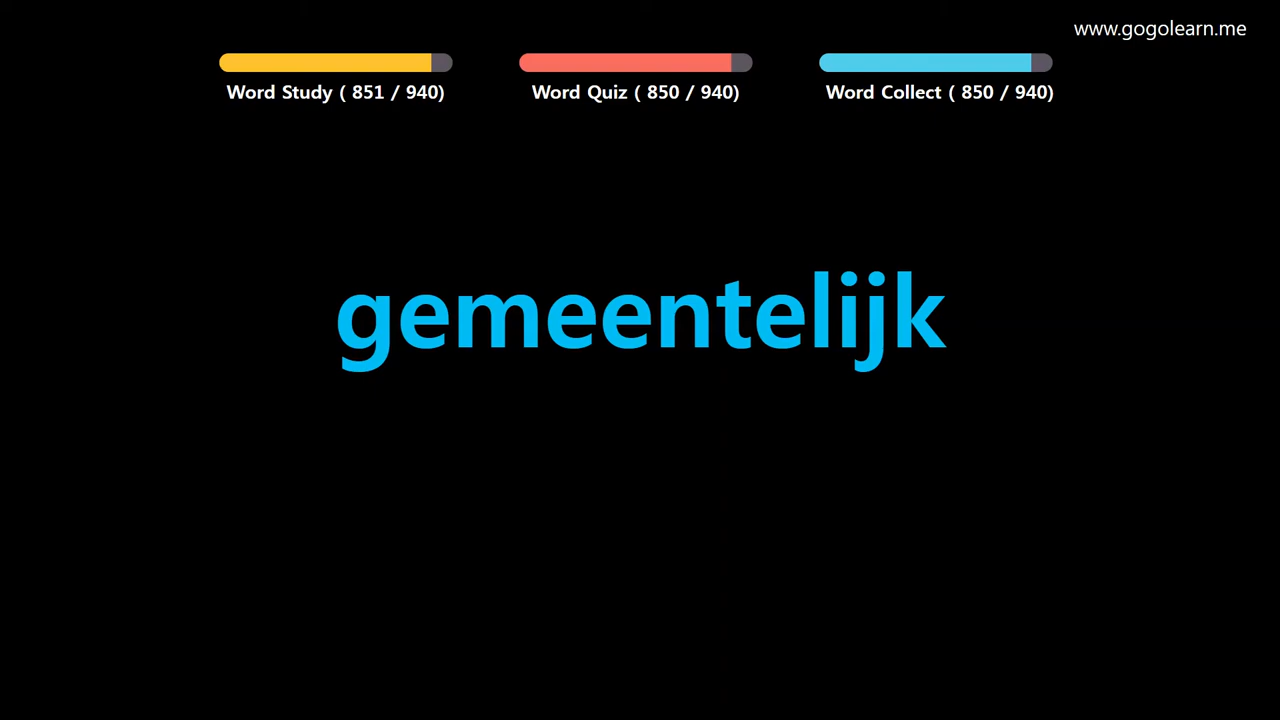 www.gogolearn.me
Word Study ( 851 / 940)
Word Quiz ( 850 / 940)
Word Collect ( 850 / 940)
gemeentelijk